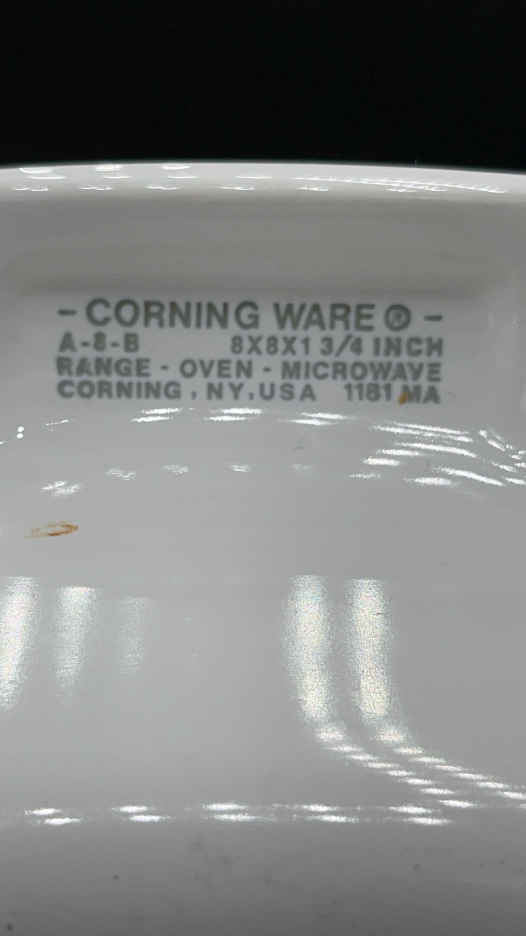 - CORNING WARE ® -
A-8-B 8X8X1 3/4 INCH
RANGE - OVEN - MICROWAVE
CORNING, NY, USA 1181 MA